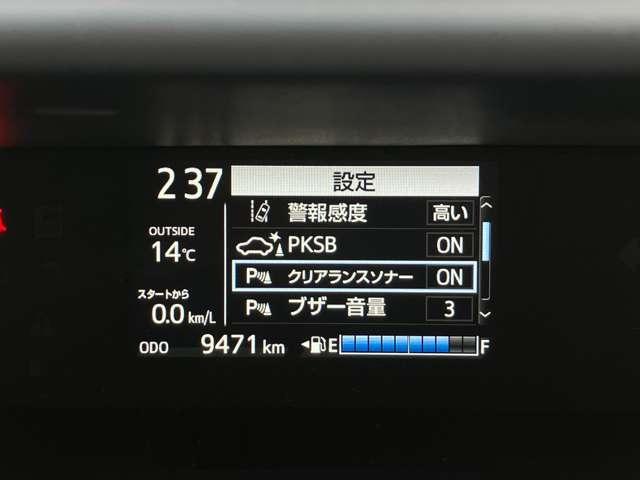 2 37
設定
警報感度 高い
OUTSIDE
14℃
PKSB ON
P クリアランスソナー ON
スタートから
0.0 km/L
P ブザー音量 3
ODO 9471 km
E F